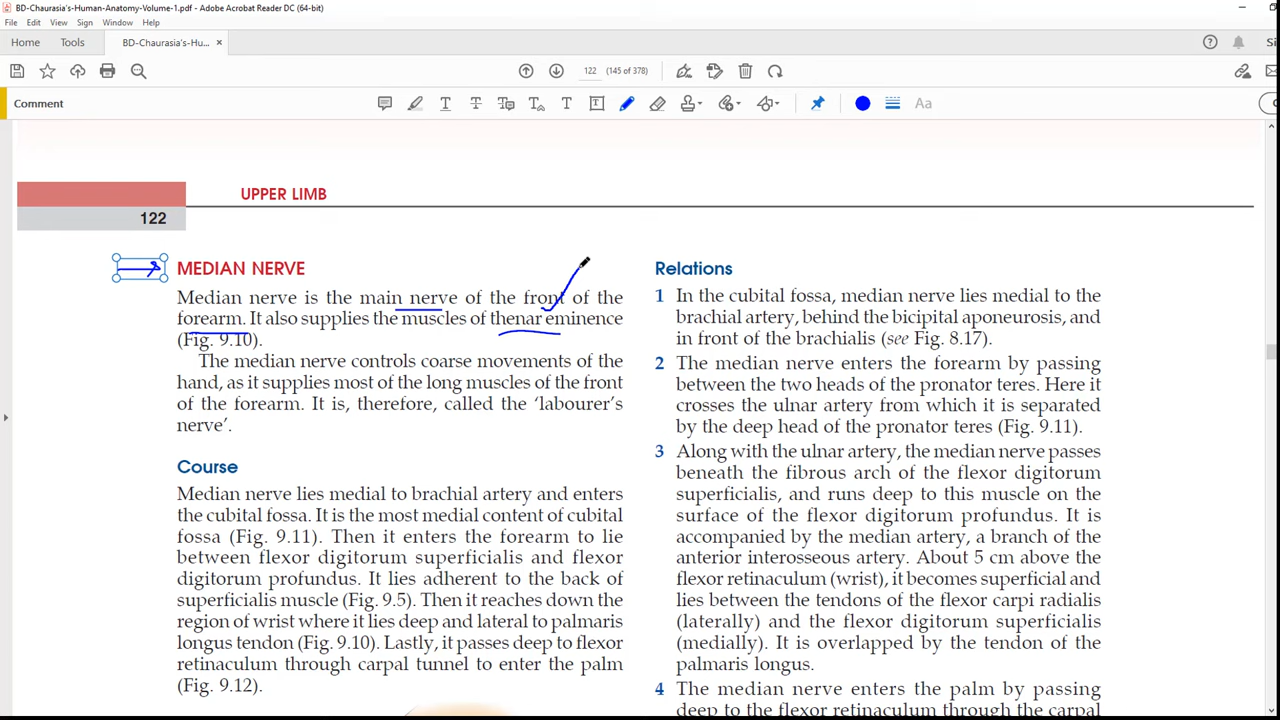 BD-Chaurasia's-Human-Anatomy-Volume-1.pdf - Adobe Acrobat Reader DC (64-bit)
File Edit View Sign Window Help
Home Tools BD-Chaurasia's-Hu... ×
122 (145 of 378)
Comment
Aa
UPPER LIMB
122
MEDIAN NERVE
Median nerve is the main nerve of the front of the
forearm. It also supplies the muscles of thenar eminence
(Fig. 9.10).
The median nerve controls coarse movements of the
hand, as it supplies most of the long muscles of the front
of the forearm. It is, therefore, called the ‘labourer’s
nerve’.
Course
Median nerve lies medial to brachial artery and enters
the cubital fossa. It is the most medial content of cubital
fossa (Fig. 9.11). Then it enters the forearm to lie
between flexor digitorum superficialis and flexor
digitorum profundus. It lies adherent to the back of
superficialis muscle (Fig. 9.5). Then it reaches down the
region of wrist where it lies deep and lateral to palmaris
longus tendon (Fig. 9.10). Lastly, it passes deep to flexor
retinaculum through carpal tunnel to enter the palm
(Fig. 9.12).
Relations
1 In the cubital fossa, median nerve lies medial to the
brachial artery, behind the bicipital aponeurosis, and
in front of the brachialis (see Fig. 8.17).
2 The median nerve enters the forearm by passing
between the two heads of the pronator teres. Here it
crosses the ulnar artery from which it is separated
by the deep head of the pronator teres (Fig. 9.11).
3 Along with the ulnar artery, the median nerve passes
beneath the fibrous arch of the flexor digitorum
superficialis, and runs deep to this muscle on the
surface of the flexor digitorum profundus. It is
accompanied by the median artery, a branch of the
anterior interosseous artery. About 5 cm above the
flexor retinaculum (wrist), it becomes superficial and
lies between the tendons of the flexor carpi radialis
(laterally) and the flexor digitorum superficialis
(medially). It is overlapped by the tendon of the
palmaris longus.
4 The median nerve enters the palm by passing
deep to the flexor retinaculum through the carpal